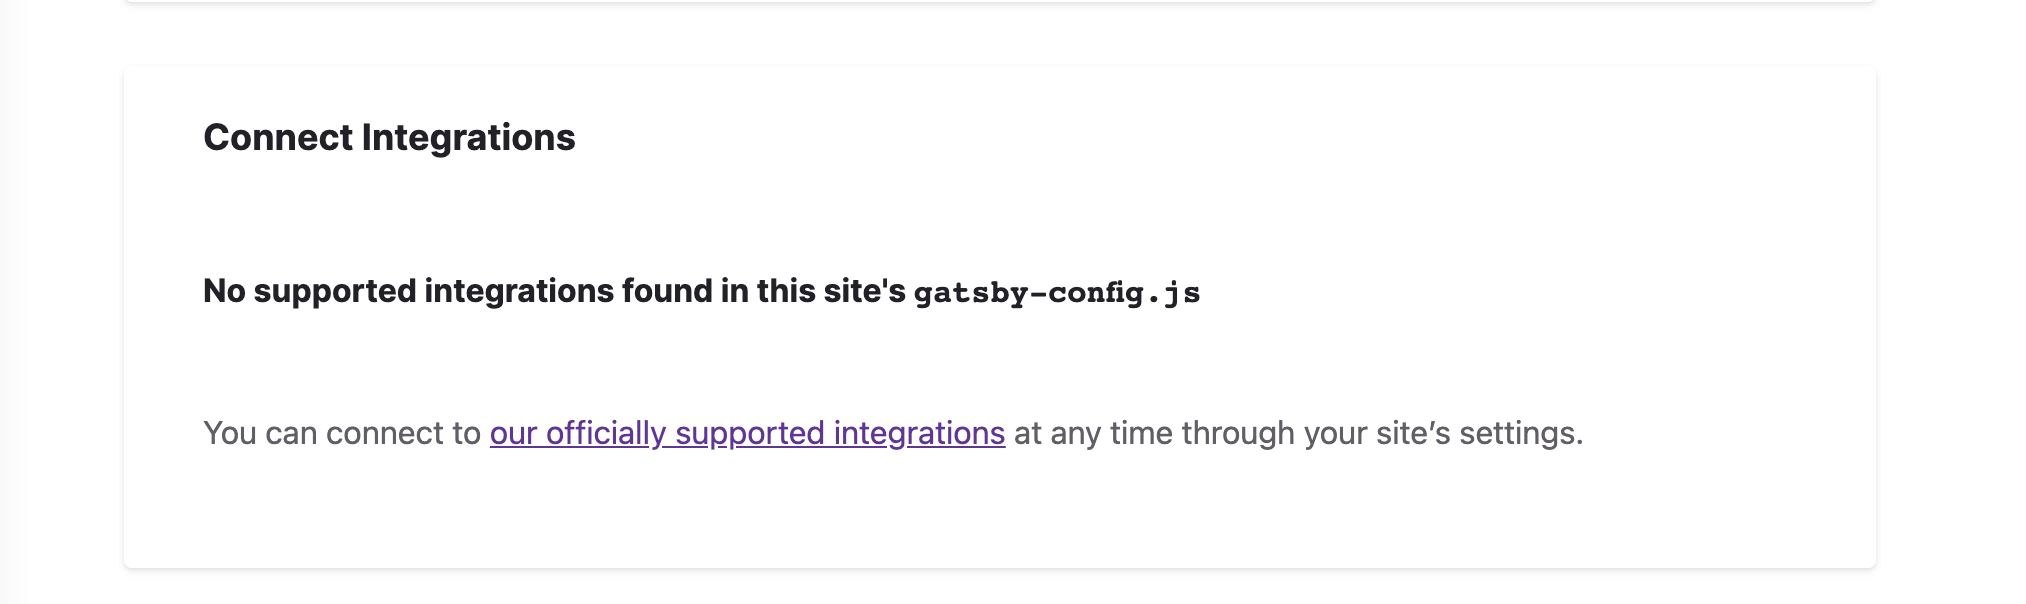 Connect Integrations
No supported integrations found in this site's gatsby-config.js
You can connect to our officially supported integrations at any time through your site’s settings.